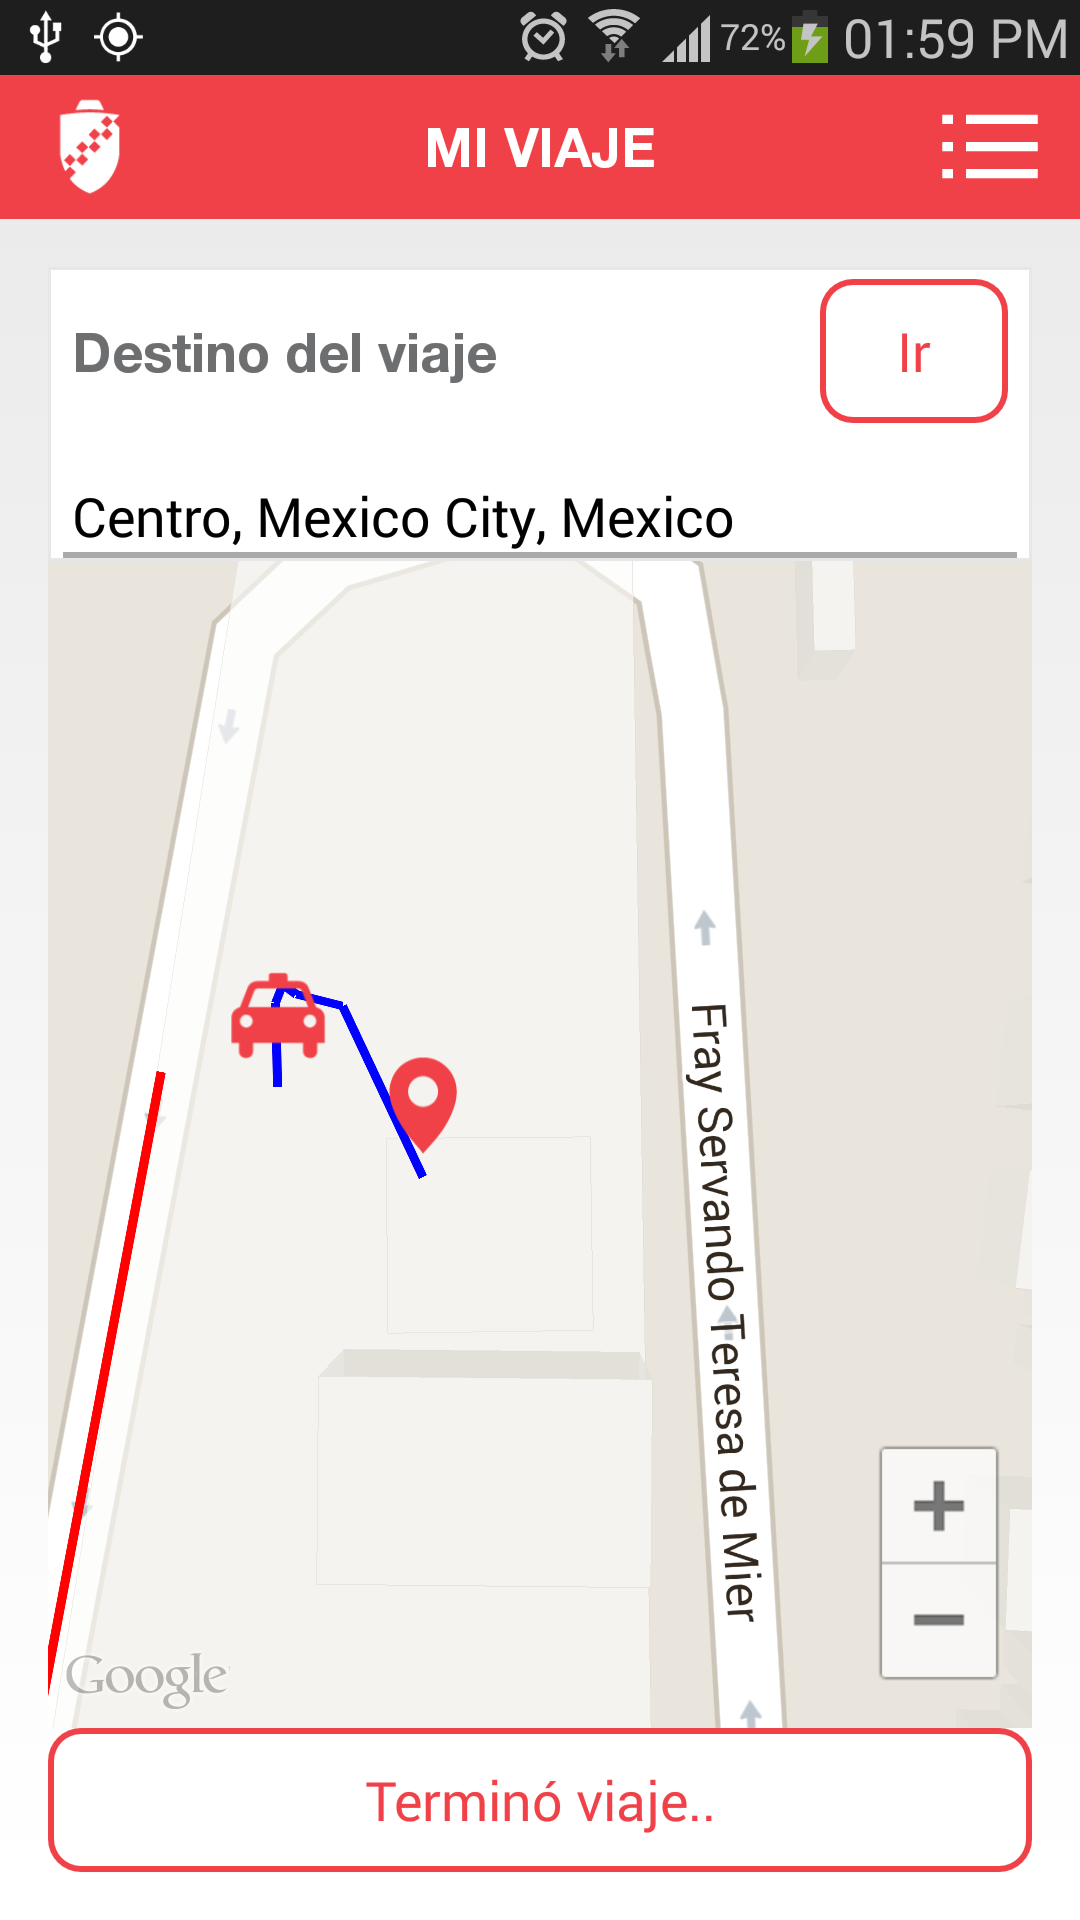 72% 01:59 PM
MI VIAJE
Destino del viaje
Ir
Centro, Mexico City, Mexico
Fray Servando Teresa de Mier
Google
Terminó viaje..